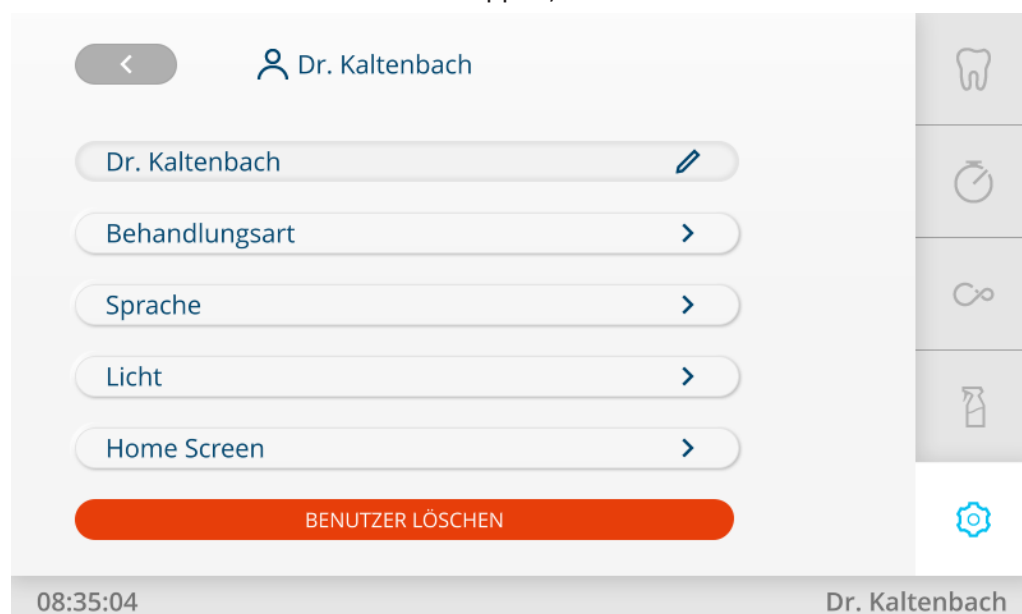 Dr. Kaltenbach
Dr. Kaltenbach
Behandlungsart
Sprache
Licht
Home Screen
BENUTZER LÖSCHEN
08:35:04 Dr. Kaltenbach